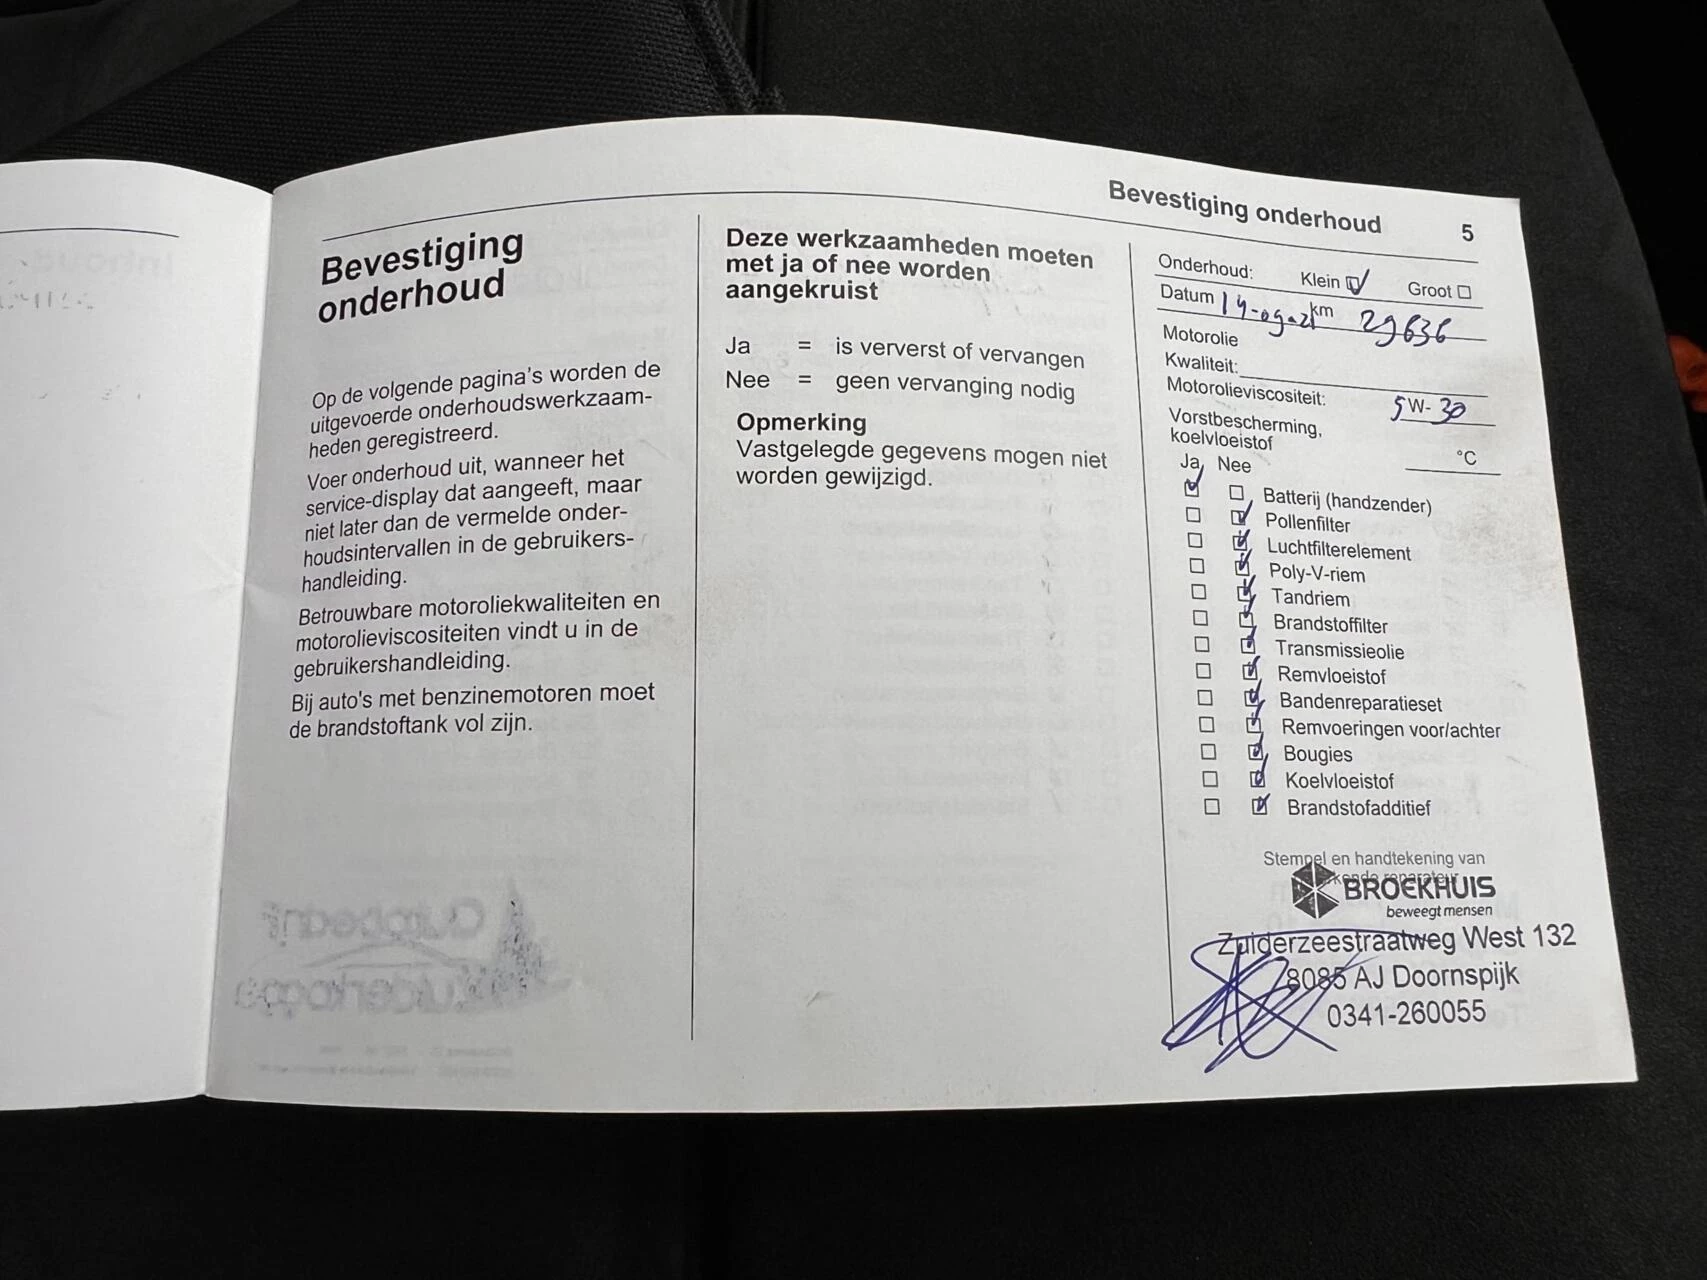 Bevestiging onderhoud 5
Bevestiging
onderhoud
Op de volgende pagina's worden de
uitgevoerde onderhoudswerkzaam-
heden geregistreerd.
Voer onderhoud uit, wanneer het
service-display dat aangeeft, maar
niet later dan de vermelde onder-
houdsintervallen in de gebruikers-
handleiding.
Betrouwbare motoroliekwaliteiten en
motorolieviscositeiten vindt u in de
gebruikershandleiding.
Bij auto's met benzinemotoren moet
de brandstoftank vol zijn.
Deze werkzaamheden moeten
met ja of nee worden
aangekruist
Ja = is ververst of vervangen
Nee = geen vervanging nodig
Opmerking
Vastgelegde gegevens mogen niet
worden gewijzigd.
Onderhoud: Klein Groot
Datum 14-09-21 km 29636
Motorolie
Kwaliteit:
Motorolieviscositeit: 5W-30
Vorstbescherming,
koelvloeistof °C
Ja Nee
Batterij (handzender)
Pollenfilter
Luchtfilterelement
Poly-V-riem
Tandriem
Brandstoffilter
Transmissieolie
Remvloeistof
Bandenreparatieset
Remvoeringen voor/achter
Bougies
Koelvloeistof
Brandstofadditief
Stempel en handtekening van
reparateur
BROEKHUIS
beweegt mensen
Zuiderzeestraatweg West 132
8085 AJ Doornspijk
0341-260055